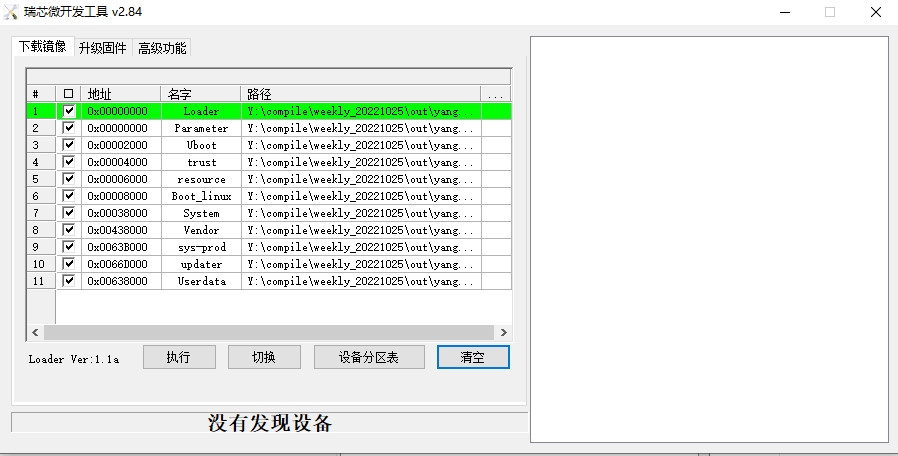 瑞芯微开发工具 v2.84
下载镜像 升级固件 高级功能
# 地址 名字 路径 ...
1 0x00000000 Loader Y:\compile\weekly_20221025\out\yang...
2 0x00000000 Parameter Y:\compile\weekly_20221025\out\yang...
3 0x00002000 Uboot Y:\compile\weekly_20221025\out\yang...
4 0x00004000 trust Y:\compile\weekly_20221025\out\yang...
5 0x00006000 resource Y:\compile\weekly_20221025\out\yang...
6 0x00008000 Boot_linux Y:\compile\weekly_20221025\out\yang...
7 0x00038000 System Y:\compile\weekly_20221025\out\yang...
8 0x00438000 Vendor Y:\compile\weekly_20221025\out\yang...
9 0x0063B000 sys-prod Y:\compile\weekly_20221025\out\yang...
10 0x0066D000 updater Y:\compile\weekly_20221025\out\yang...
11 0x00638000 Userdata Y:\compile\weekly_20221025\out\yang...
Loader Ver:1.1a 执行 切换 设备分区表 清空
没有发现设备